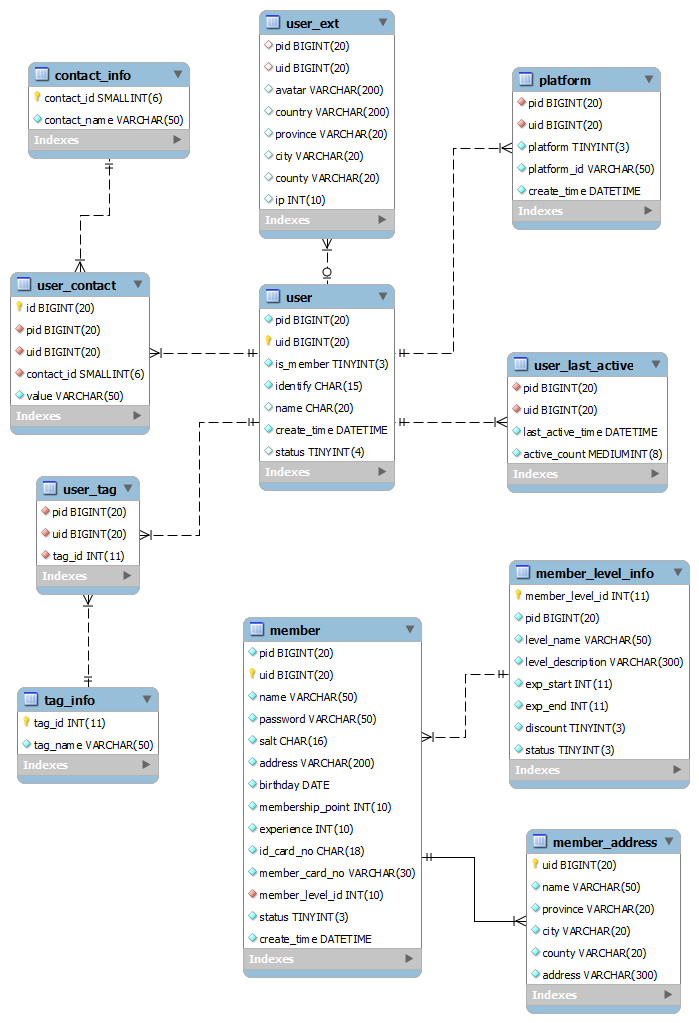 user_ext
pid BIGINT(20)
uid BIGINT(20)
avatar VARCHAR(200)
country VARCHAR(200)
province VARCHAR(20)
city VARCHAR(20)
county VARCHAR(20)
ip INT(10)
Indexes
contact_info
contact_id SMALLINT(6)
contact_name VARCHAR(50)
Indexes
platform
pid BIGINT(20)
uid BIGINT(20)
platform TINYINT(3)
platform_id VARCHAR(50)
create_time DATETIME
Indexes
user_contact
id BIGINT(20)
pid BIGINT(20)
uid BIGINT(20)
contact_id SMALLINT(6)
value VARCHAR(50)
Indexes
user
pid BIGINT(20)
uid BIGINT(20)
is_member TINYINT(3)
identify CHAR(15)
name CHAR(20)
create_time DATETIME
status TINYINT(4)
Indexes
user_last_active
pid BIGINT(20)
uid BIGINT(20)
last_active_time DATETIME
active_count MEDIUMINT(8)
Indexes
user_tag
pid BIGINT(20)
uid BIGINT(20)
tag_id INT(11)
Indexes
tag_info
tag_id INT(11)
tag_name VARCHAR(50)
Indexes
member
pid BIGINT(20)
uid BIGINT(20)
name VARCHAR(50)
password VARCHAR(50)
salt CHAR(16)
address VARCHAR(200)
birthday DATE
membership_point INT(10)
experience INT(10)
id_card_no CHAR(18)
member_card_no VARCHAR(30)
member_level_id INT(10)
status TINYINT(3)
create_time DATETIME
Indexes
member_level_info
member_level_id INT(11)
pid BIGINT(20)
level_name VARCHAR(50)
level_description VARCHAR(300)
exp_start INT(11)
exp_end INT(11)
discount TINYINT(3)
status TINYINT(3)
Indexes
member_address
uid BIGINT(20)
name VARCHAR(50)
province VARCHAR(20)
city VARCHAR(20)
county VARCHAR(20)
address VARCHAR(300)
Indexes